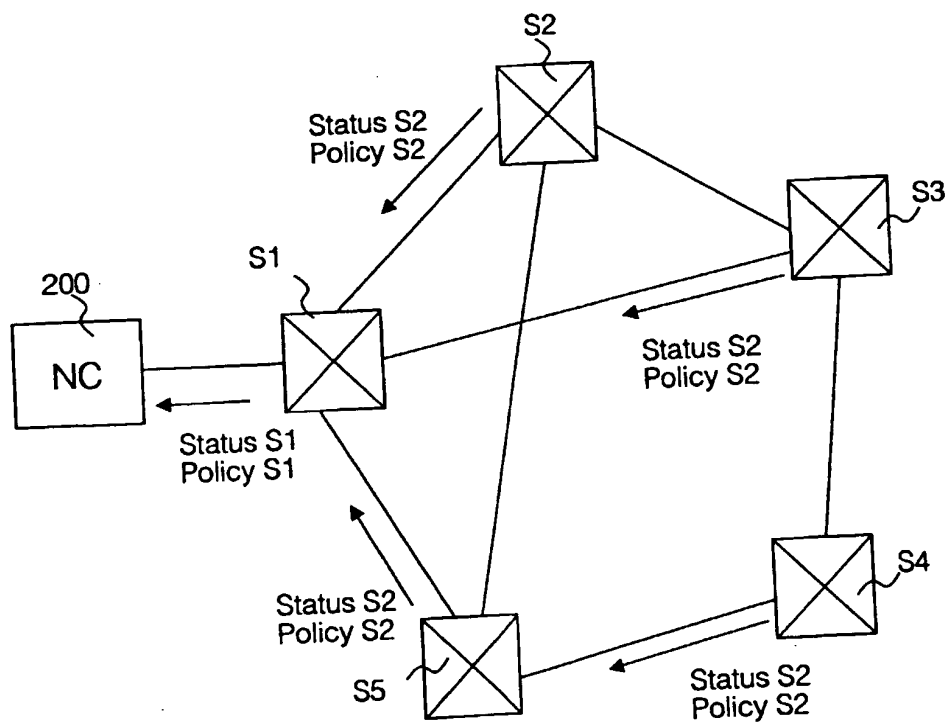 S2
Status S2
Policy S2
S3
S1
200
NC
Status S2
Policy S2
Status S1
Policy S1
S4
Status S2
Policy S2
S5
Status S2
Policy S2